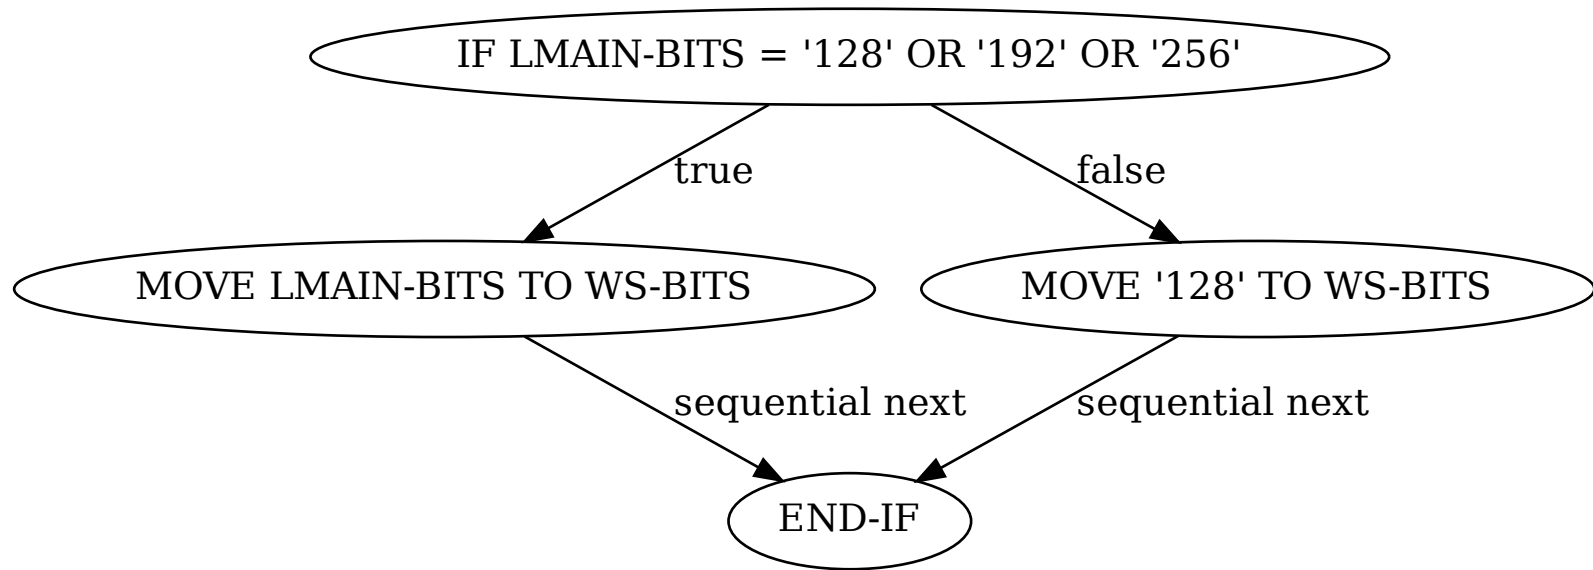 IF LMAIN-BITS = '128' OR '192' OR '256'
true
false
MOVE LMAIN-BITS TO WS-BITS
MOVE '128' TO WS-BITS
sequential next
sequential next
END-IF